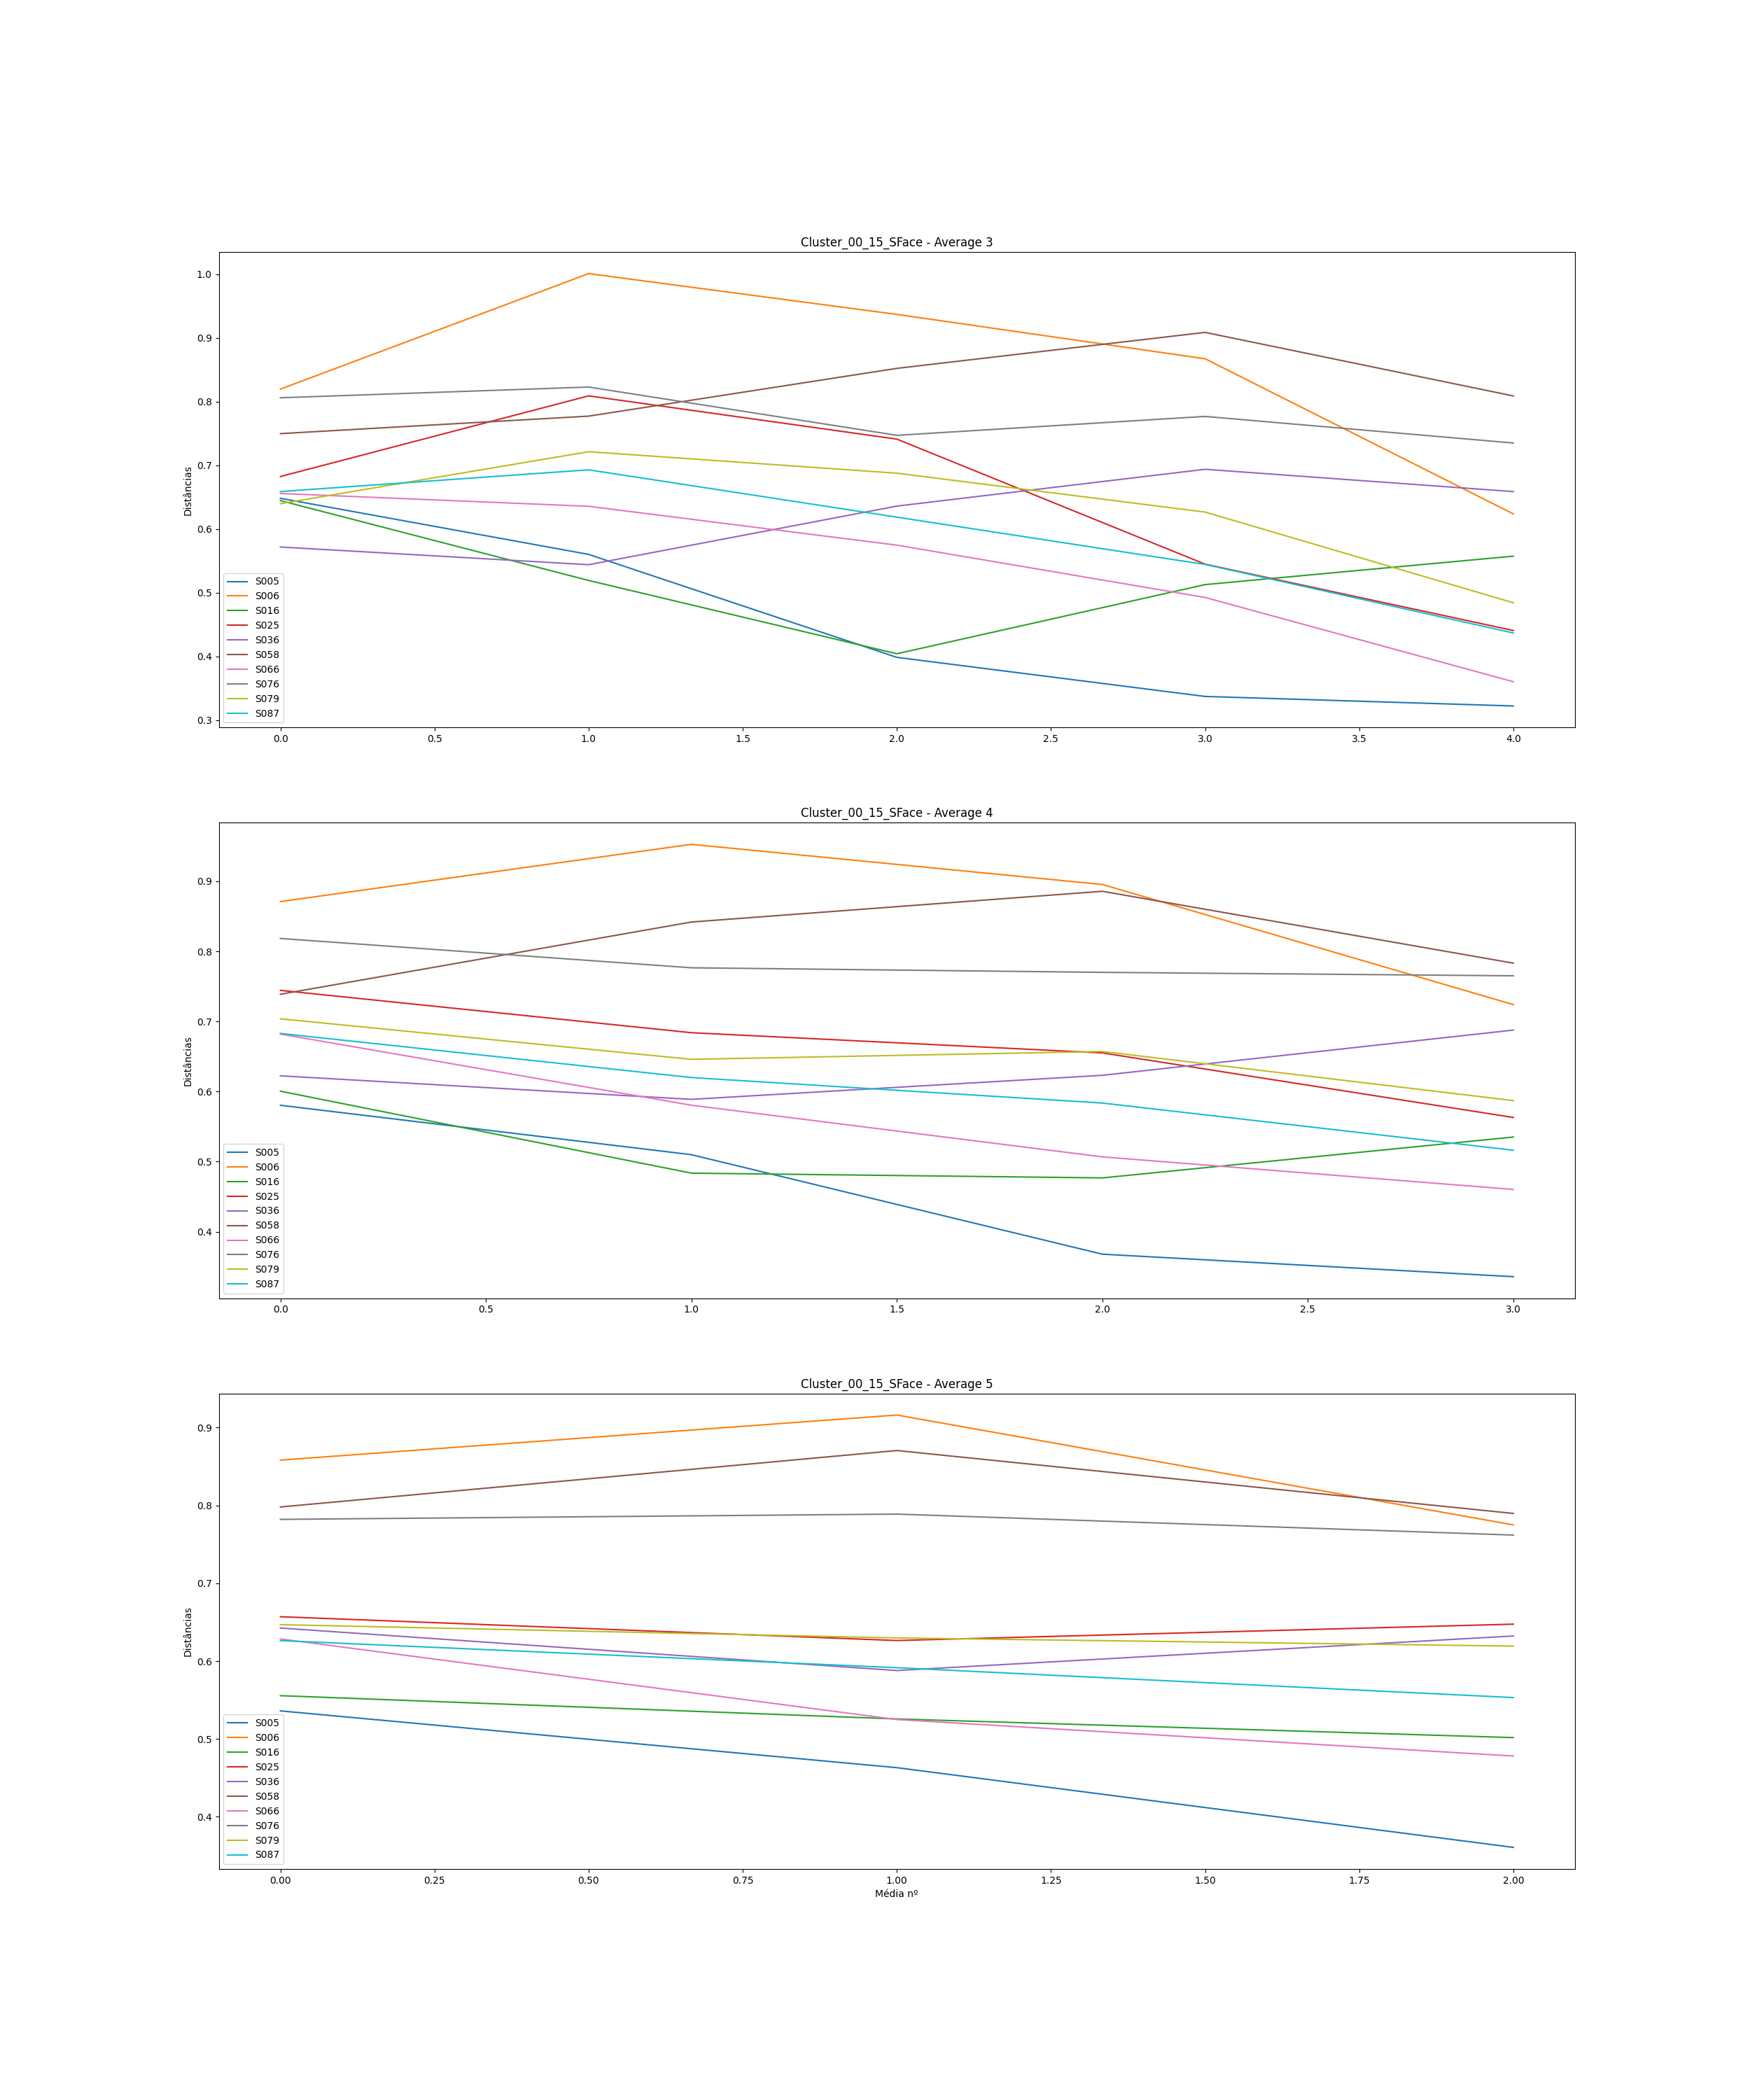 Cluster_00_15_SFace - Average 3
Distâncias
1.0
0.9
0.8
0.7
0.6
0.5
0.4
0.3
S005
S006
S016
S025
S036
S058
S066
S076
S079
S087
0.0 0.5 1.0 1.5 2.0 2.5 3.0 3.5 4.0
Cluster_00_15_SFace - Average 4
Distâncias
0.9
0.8
0.7
0.6
0.5
0.4
S005
S006
S016
S025
S036
S058
S066
S076
S079
S087
0.0 0.5 1.0 1.5 2.0 2.5 3.0
Cluster_00_15_SFace - Average 5
Distâncias
0.9
0.8
0.7
0.6
0.5
0.4
S005
S006
S016
S025
S036
S058
S066
S076
S079
S087
0.00 0.25 0.50 0.75 1.00 1.25 1.50 1.75 2.00
Média nº